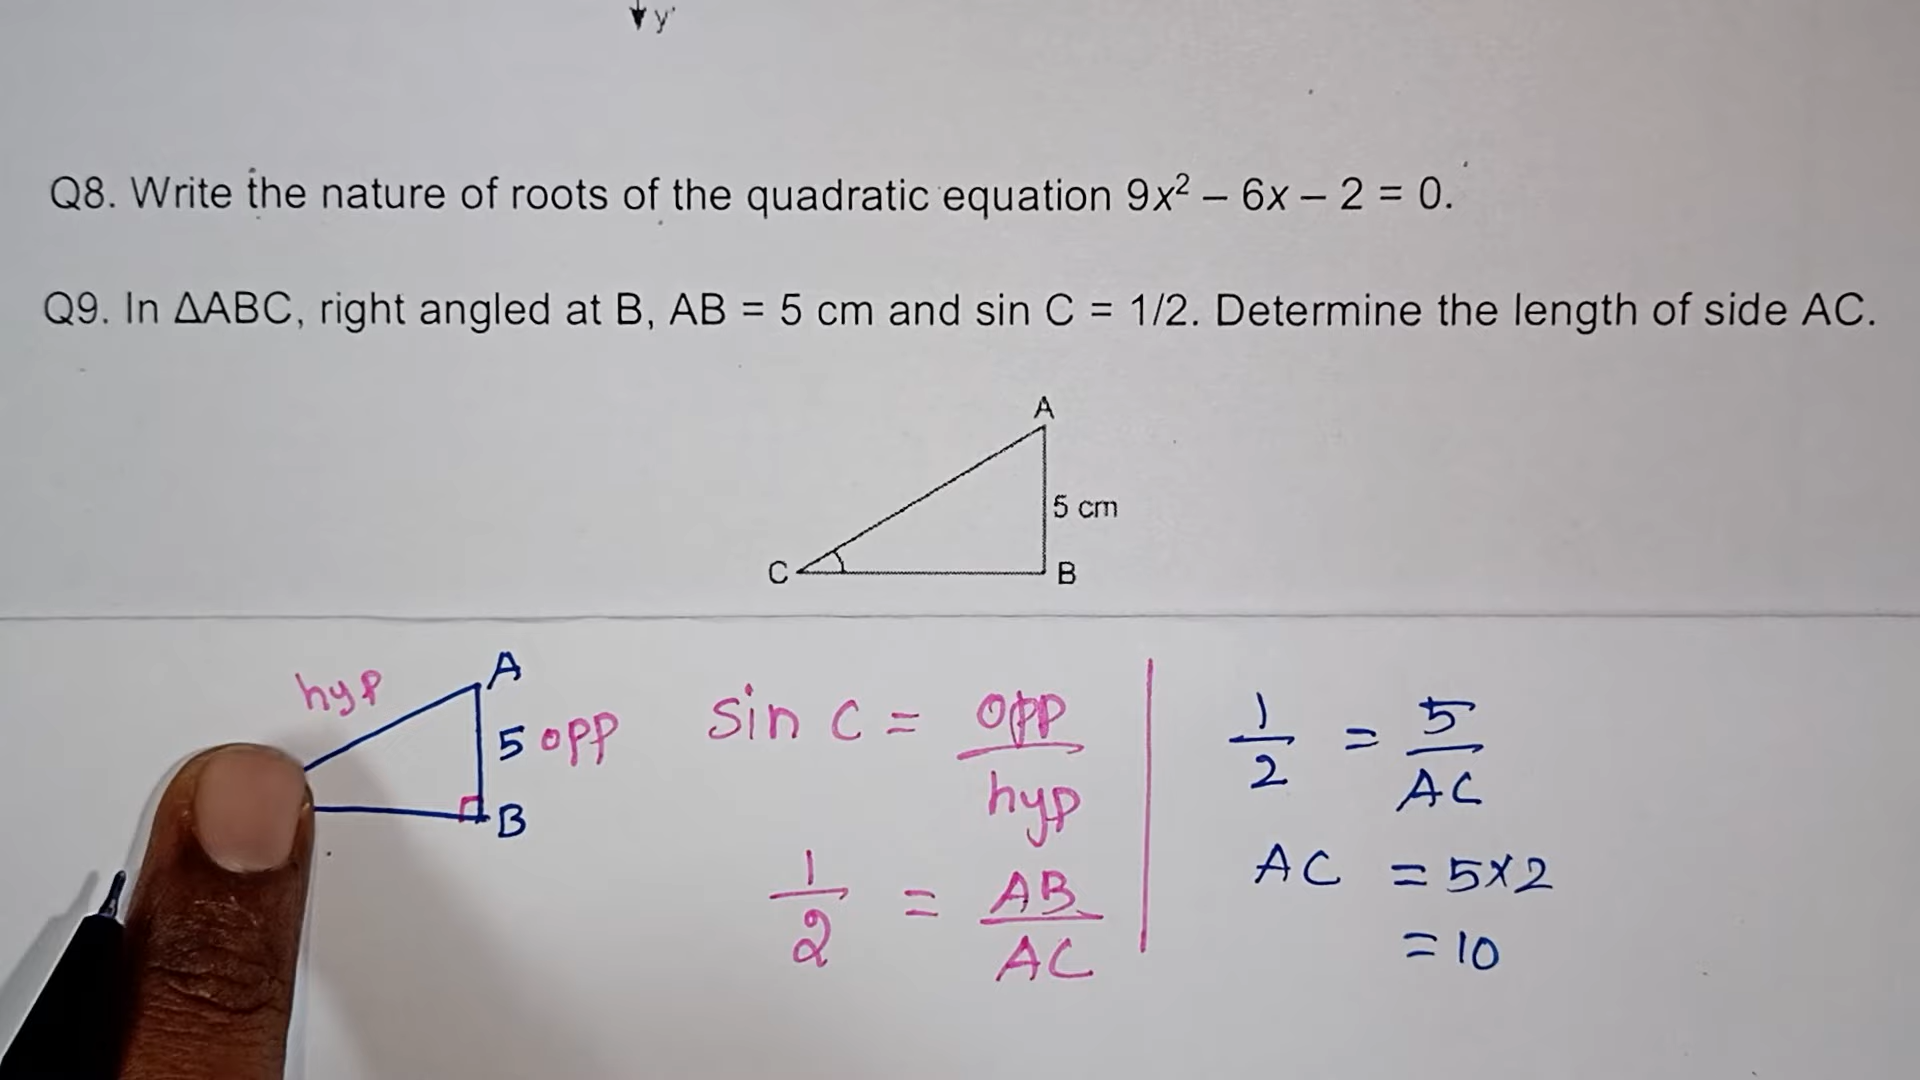 y'
Q8. Write the nature of roots of the quadratic equation 9x² – 6x – 2 = 0.
Q9. In ΔABC, right angled at B, AB = 5 cm and sin C = 1/2. Determine the length of side AC.
A
5 cm
C
B
hyp
A
5 opp
B
sin C = opp/hyp
1/2 = AB/AC
1/2 = 5/AC
AC = 5×2
= 10